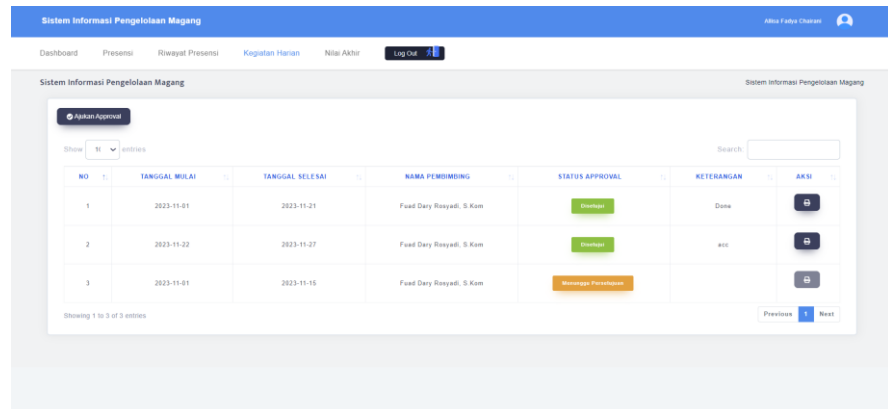 Sistem Informasi Pengelolaan Magang Alfina Fadya Chairani
Dashboard Presensi Riwayat Presensi Kegiatan Harian Nilai Akhir Log Out
Sistem Informasi Pengelolaan Magang Sistem Informasi Pengelolaan Magang
Ajukan Approval
Show entries Search:
NO TANGGAL MULAI TANGGAL SELESAI NAMA PEMBIMBING STATUS APPROVAL KETERANGAN AKSI
1 2023-11-01 2023-11-21 Fuad Dary Rosyadi, S.Kom Disetujui Done
2 2023-11-22 2023-11-27 Fuad Dary Rosyadi, S.Kom Disetujui acc
3 2023-11-01 2023-11-15 Fuad Dary Rosyadi, S.Kom Menunggu Persetujuan
Showing 1 to 3 of 3 entries Previous 1 Next